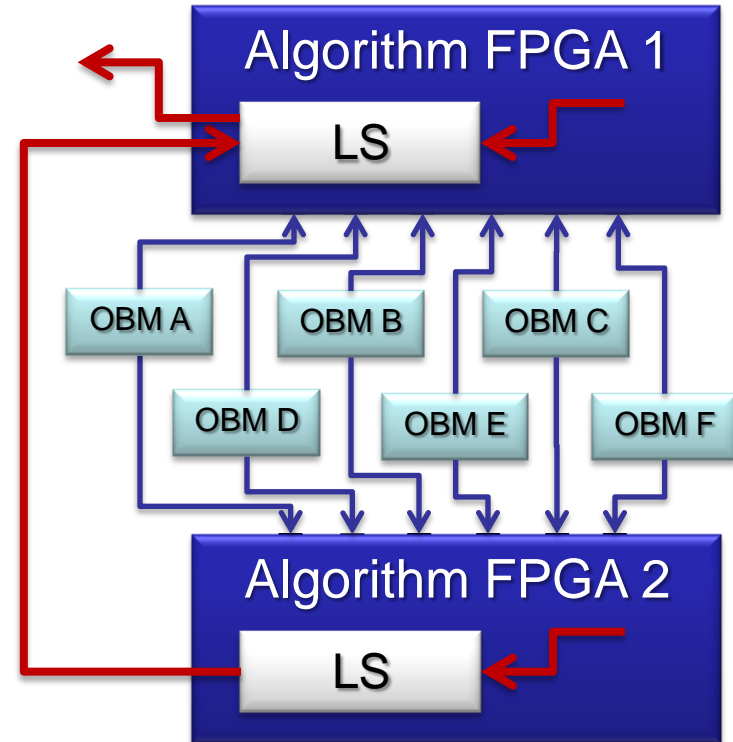 Algorithm FPGA 1
LS
OBM A
OBM B
OBM C
OBM D
OBM E
OBM F
Algorithm FPGA 2
LS